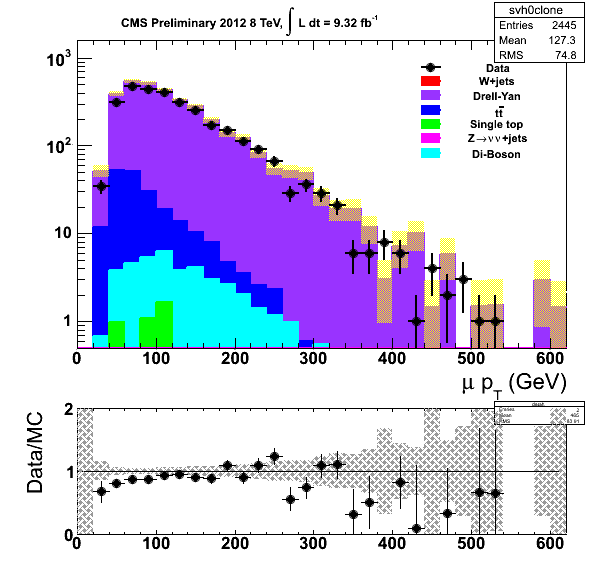 CMS Preliminary 2012 8 TeV, ∫ L dt = 9.32 fb⁻¹
svh0clone
Entries 2445
Mean 127.3
RMS 74.8
10³
10²
10
1
Data
W+jets
Drell-Yan
tt̅
Single top
Z→νν+jets
Di-Boson
0 100 200 300 400 500 600
μ p_T (GeV)
Data/MC
2
1
0
0 100 200 300 400 500 600